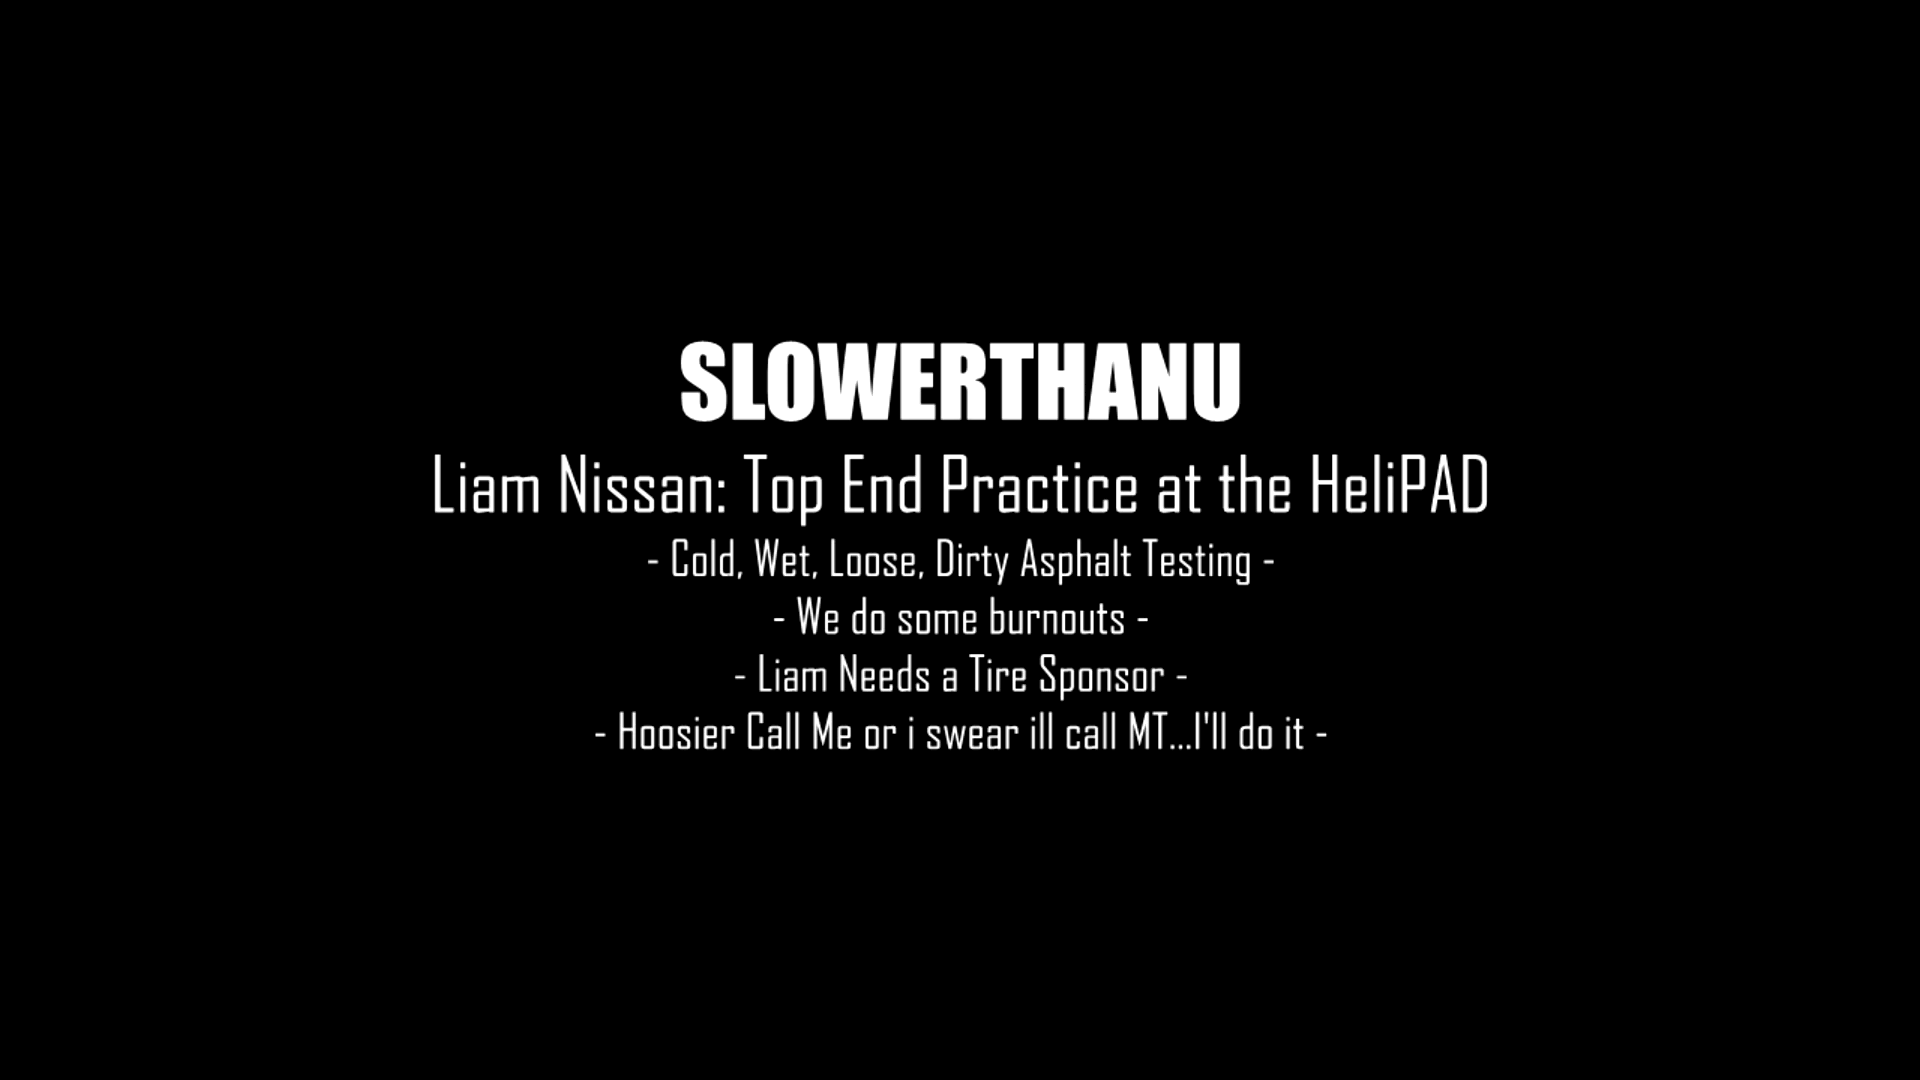 SLOWERTHANU
Liam Nissan: Top End Practice at the HeliPAD
- Cold, Wet, Loose, Dirty Asphalt Testing -
- We do some burnouts -
- Liam Needs a Tire Sponsor -
- Hoosier Call Me or i swear ill call MT...I'll do it -